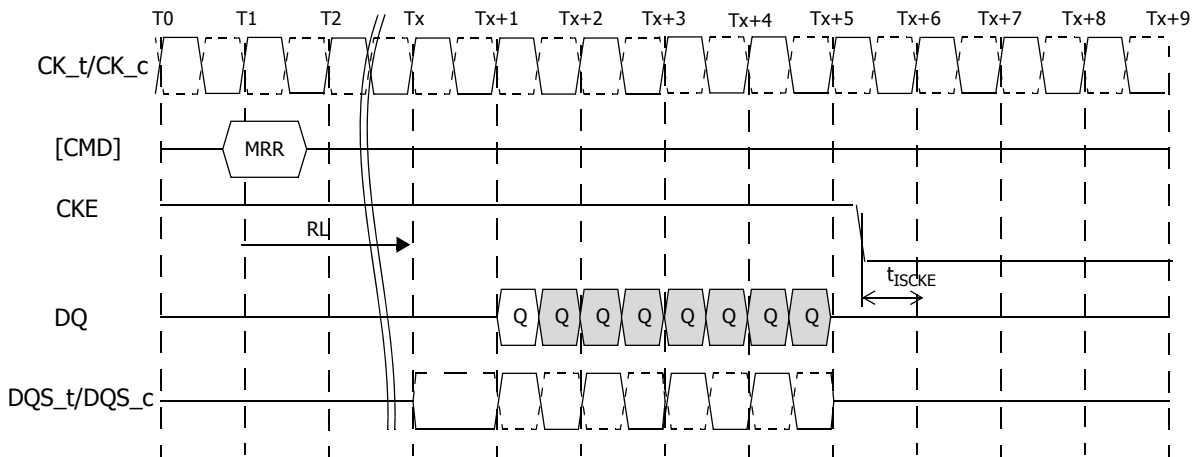 T0 T1 T2 Tx Tx+1 Tx+2 Tx+3 Tx+4 Tx+5 Tx+6 Tx+7 Tx+8 Tx+9
CK_t/CK_c
[CMD] MRR
CKE
RL
tISCKE
DQ Q Q Q Q Q Q Q Q
DQS_t/DQS_c